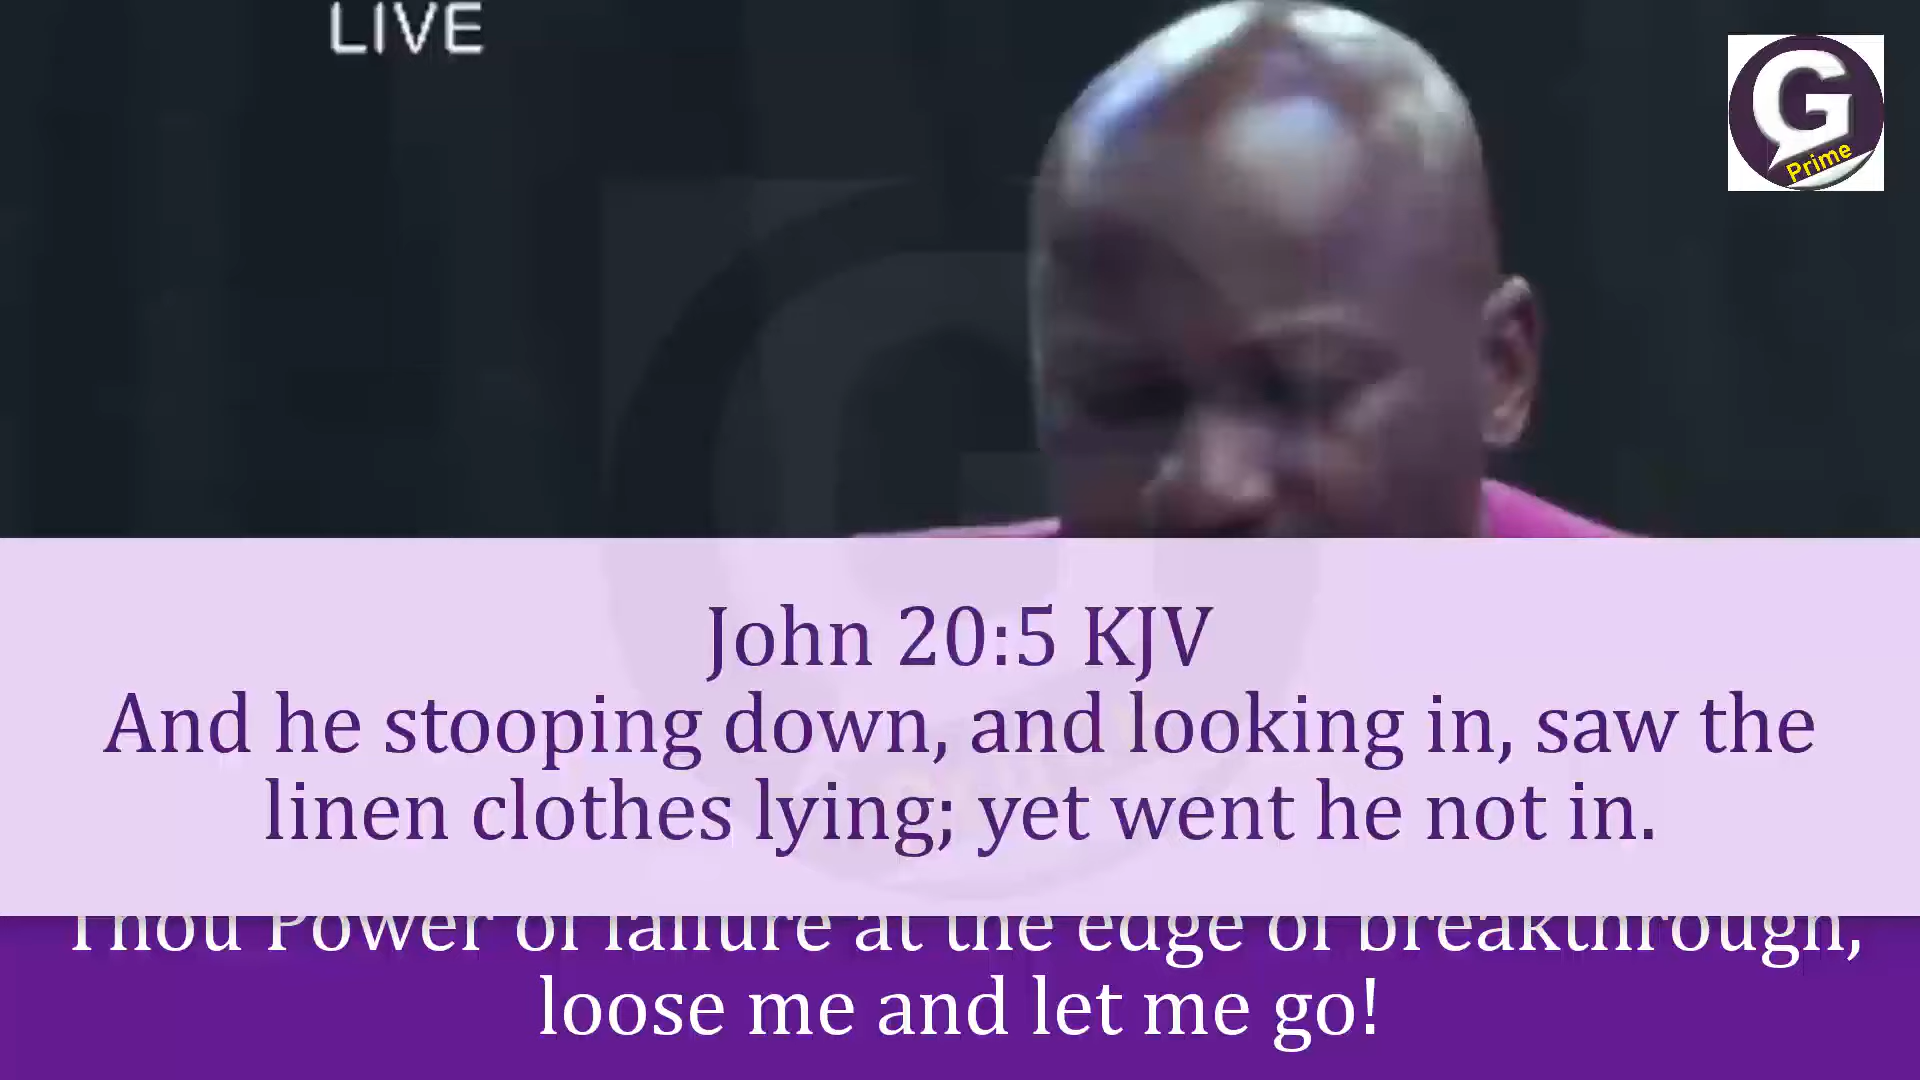 LIVE
G
Prime
John 20:5 KJV
And he stooping down, and looking in, saw the
linen clothes lying; yet went he not in.
Thou Power of failure at the edge of breakthrough,
loose me and let me go!